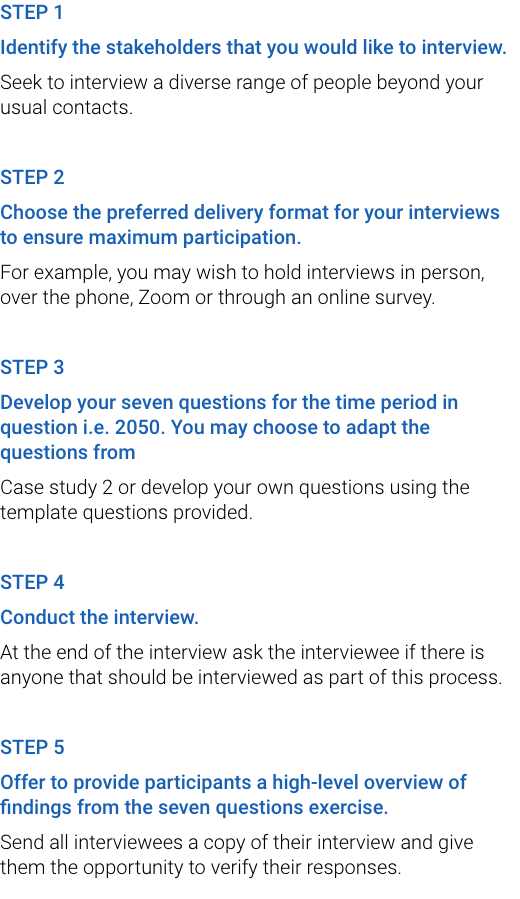 STEP 1
Identify the stakeholders that you would like to interview.
Seek to interview a diverse range of people beyond your
usual contacts.
STEP 2
Choose the preferred delivery format for your interviews
to ensure maximum participation.
For example, you may wish to hold interviews in person,
over the phone, Zoom or through an online survey.
STEP 3
Develop your seven questions for the time period in
question i.e. 2050. You may choose to adapt the
questions from
Case study 2 or develop your own questions using the
template questions provided.
STEP 4
Conduct the interview.
At the end of the interview ask the interviewee if there is
anyone that should be interviewed as part of this process.
STEP 5
Offer to provide participants a high-level overview of
findings from the seven questions exercise.
Send all interviewees a copy of their interview and give
them the opportunity to verify their responses.